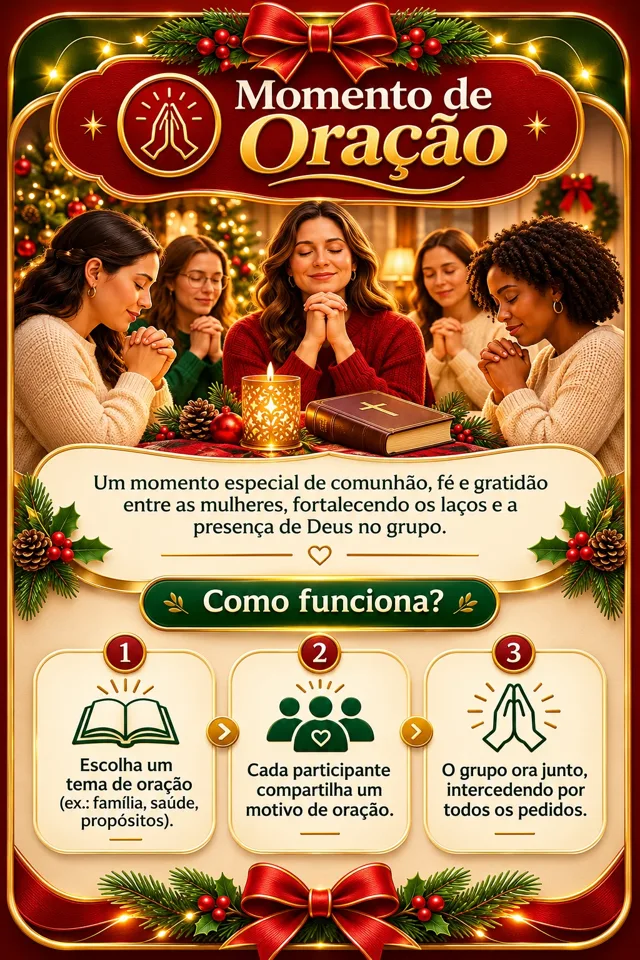 Momento de
Oração
Um momento especial de comunhão, fé e gratidão
entre as mulheres, fortalecendo os laços e a
presença de Deus no grupo.
Como funciona?
1
Escolha um
tema de oração
(ex.: família, saúde,
propósitos).
2
Cada participante
compartilha um
motivo de oração.
3
O grupo ora junto,
intercedendo por
todos os pedidos.